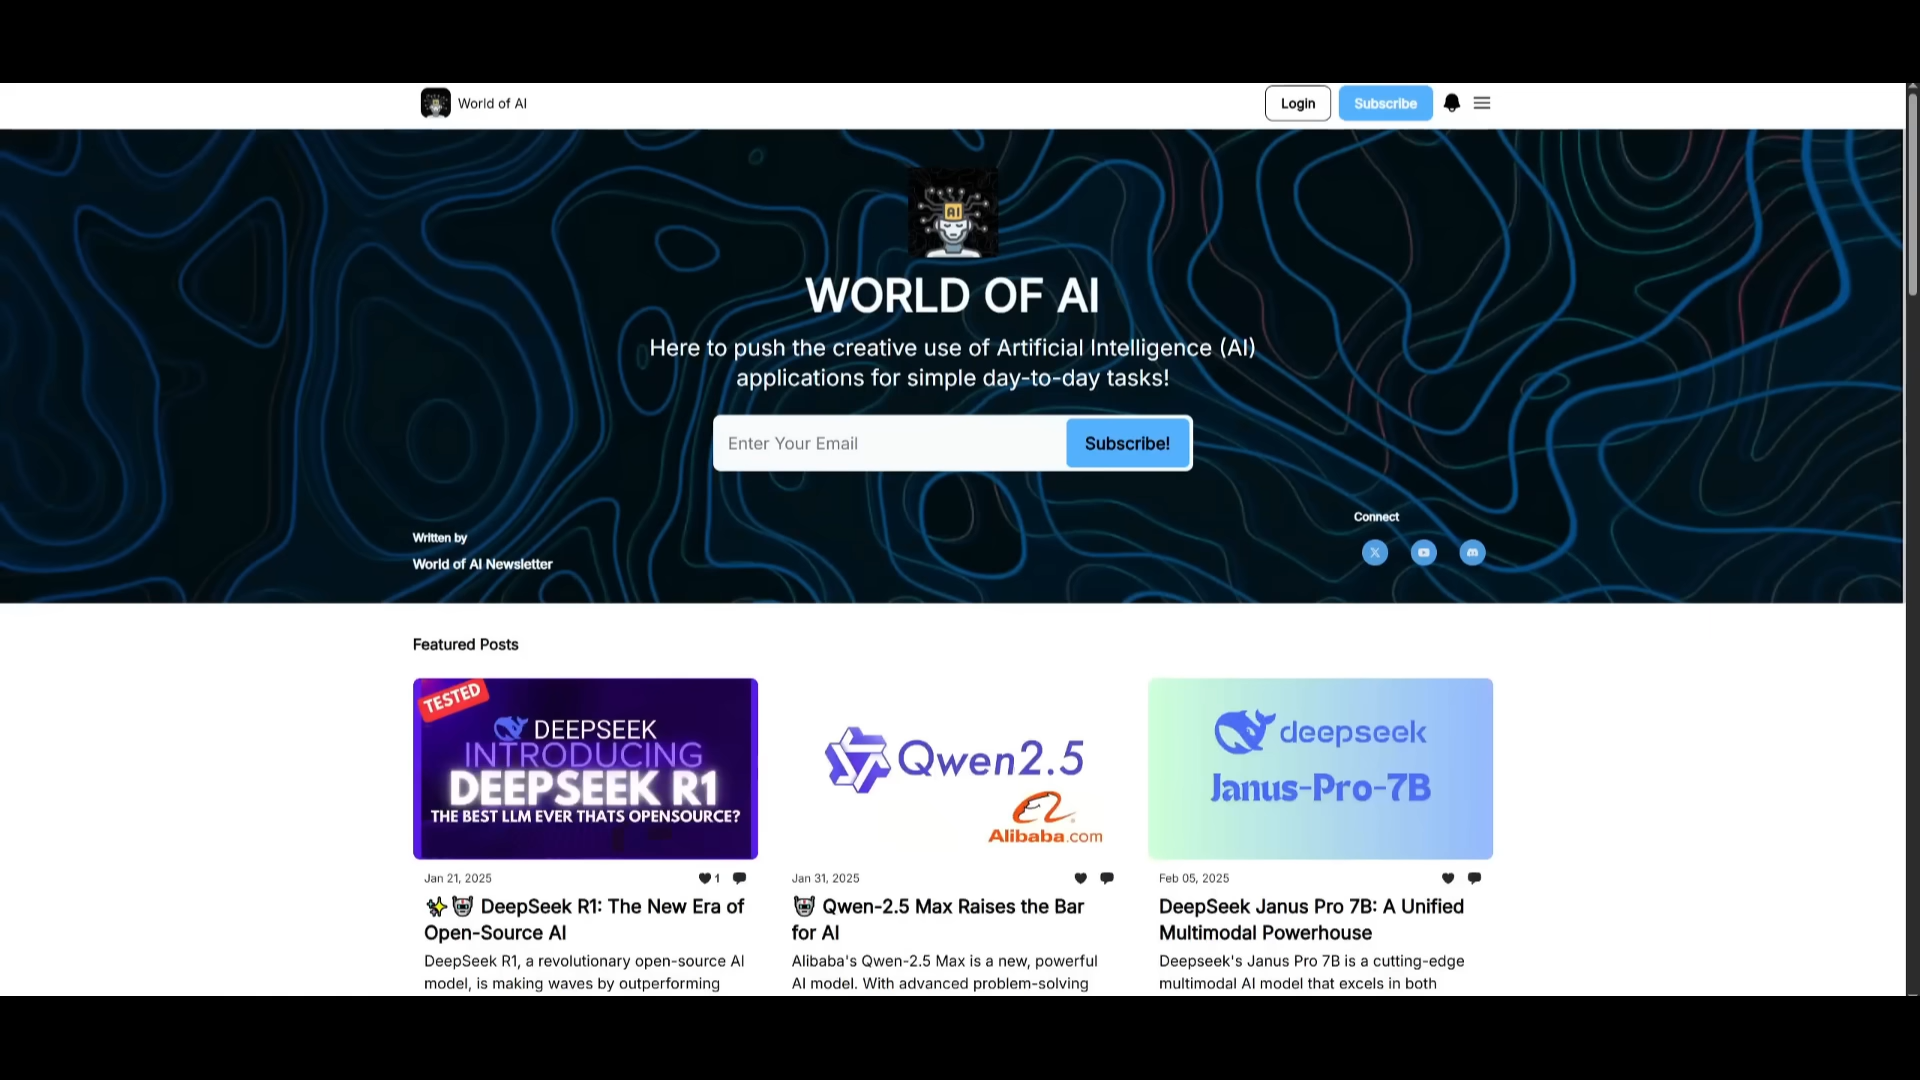 World of AI
Login
Subscribe
AI
WORLD OF AI
Here to push the creative use of Artificial Intelligence (AI)
applications for simple day-to-day tasks!
Enter Your Email
Subscribe!
Connect
Written by
World of AI Newsletter
Featured Posts
TESTED
DEEPSEEK
INTRODUCING
DEEPSEEK R1
THE BEST LLM EVER THATS OPENSOURCE?
Jan 21, 2025
1
DeepSeek R1: The New Era of
Open-Source AI
DeepSeek R1, a revolutionary open-source AI
model, is making waves by outperforming
Qwen2.5
Alibaba.com
Jan 31, 2025
Qwen-2.5 Max Raises the Bar
for AI
Alibaba's Qwen-2.5 Max is a new, powerful
AI model. With advanced problem-solving
deepseek
Janus-Pro-7B
Feb 05, 2025
DeepSeek Janus Pro 7B: A Unified
Multimodal Powerhouse
Deepseek's Janus Pro 7B is a cutting-edge
multimodal AI model that excels in both